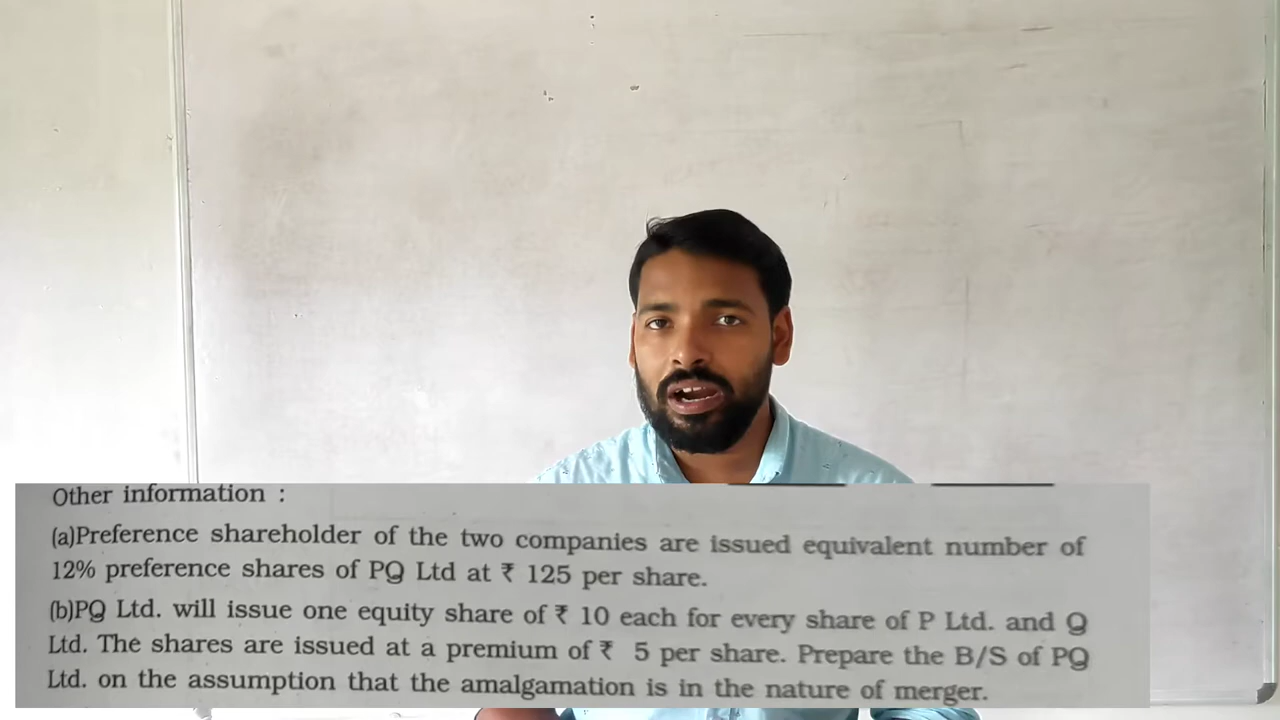 Other information :
(a)Preference shareholder of the two companies are issued equivalent number of
12% preference shares of PQ Ltd at ₹ 125 per share.
(b)PQ Ltd. will issue one equity share of ₹ 10 each for every share of P Ltd. and Q
Ltd. The shares are issued at a premium of ₹ 5 per share. Prepare the B/S of PQ
Ltd. on the assumption that the amalgamation is in the nature of merger.